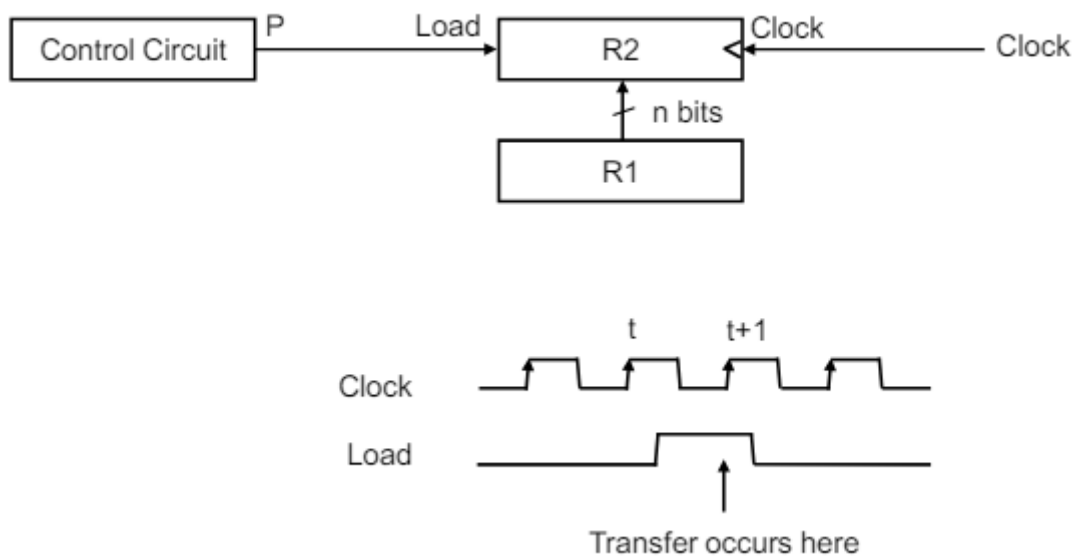 P
Load
Clock
Control Circuit
R2
Clock
n bits
R1
t
t+1
Clock
Load
Transfer occurs here